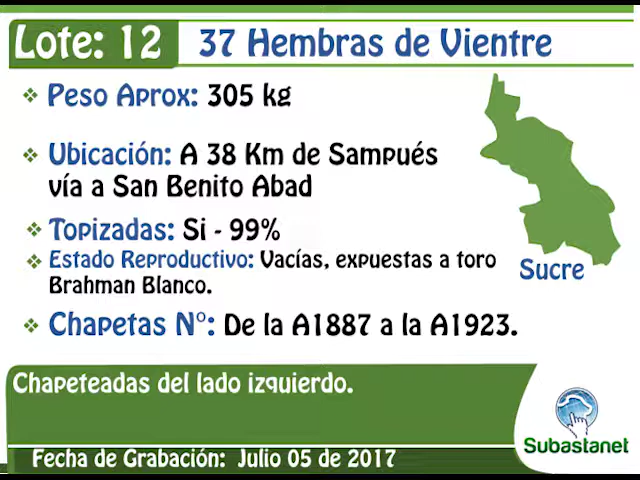 Lote: 12
37 Hembras de Vientre
Peso Aprox: 305 kg
Ubicación: A 38 Km de Sampués
vía a San Benito Abad
Topizadas: Si - 99%
Estado Reproductivo: Vacías, expuestas a toro
Brahman Blanco.
Sucre
Chapetas N°: De la A1887 a la A1923.
Chapeteadas del lado izquierdo.
Subastanet
Fecha de Grabación: Julio 05 de 2017